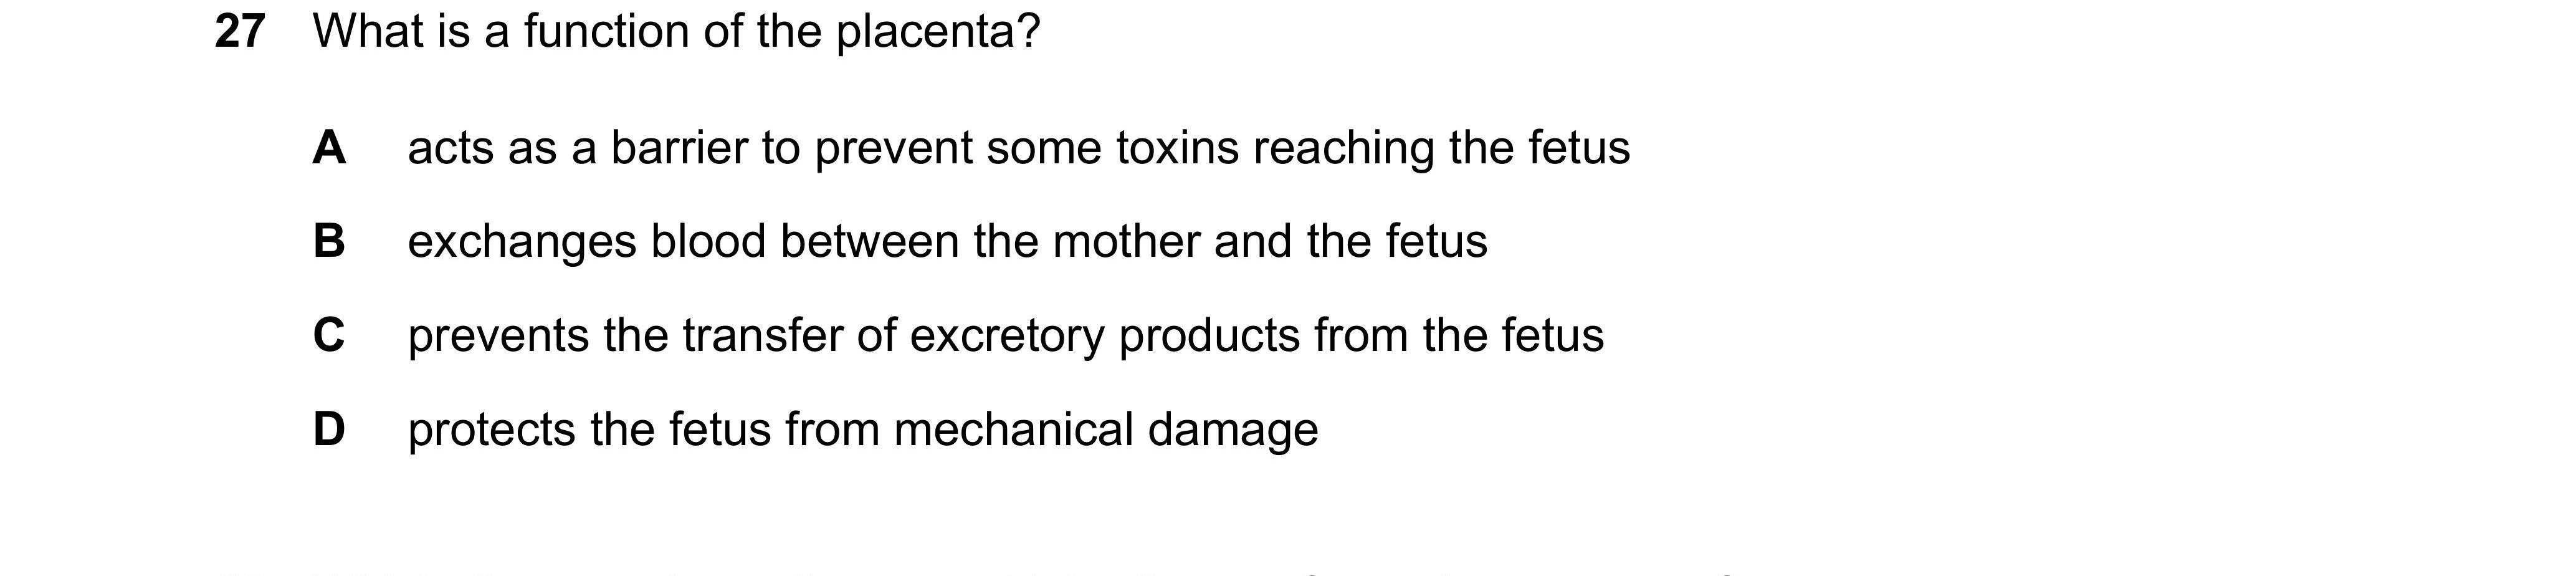 27 What is a function of the placenta?
A acts as a barrier to prevent some toxins reaching the fetus
B exchanges blood between the mother and the fetus
C prevents the transfer of excretory products from the fetus
D protects the fetus from mechanical damage